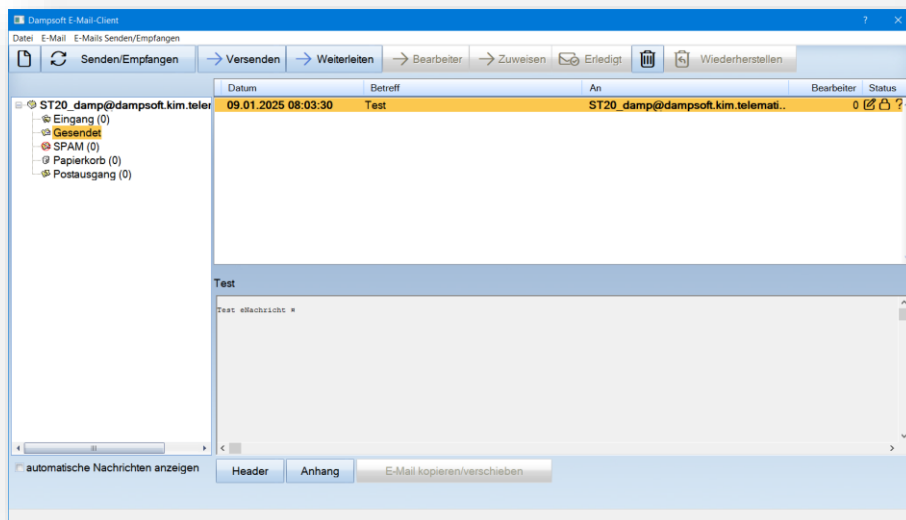 Dampsoft E-Mail-Client
Datei E-Mail E-Mails Senden/Empfangen
Senden/Empfangen Versenden Weiterleiten Bearbeiter Zuweisen Erledigt Wiederherstellen
Datum Betreff An Bearbeiter Status
ST20_damp@dampsoft.kim.telem
09.01.2025 08:03:30 Test ST20_damp@dampsoft.kim.telemati.. 0
Eingang (0)
Gesendet
SPAM (0)
Papierkorb (0)
Postausgang (0)
Test
Test eNachricht
automatische Nachrichten anzeigen
Header Anhang E-Mail kopieren/verschieben